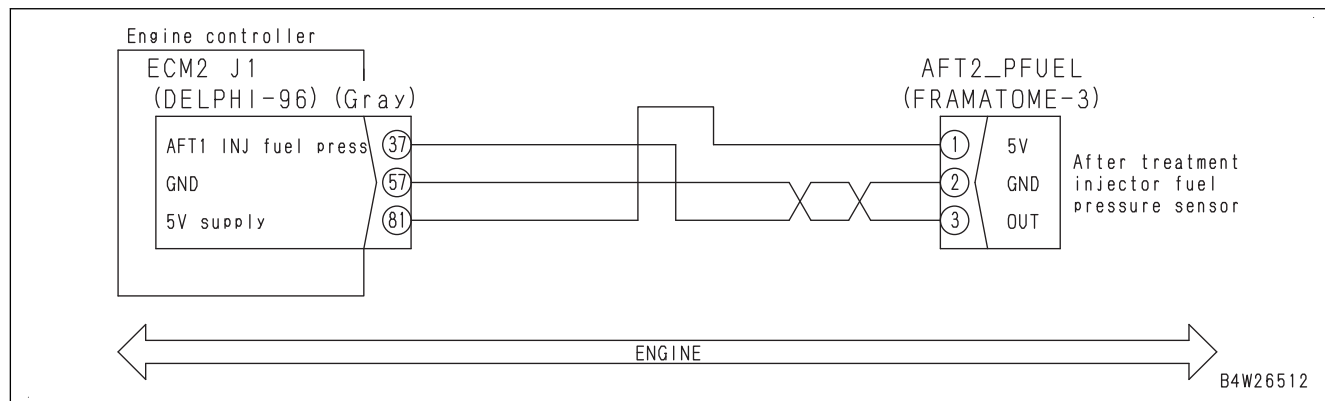 Engine controller
ECM2 J1
(DELPHI-96) (Gray)
AFT1 INJ fuel press 37
GND 57
5V supply 81
AFT2_PFUEL
(FRAMATOME-3)
1 5V
2 GND
3 OUT
After treatment
injector fuel
pressure sensor
ENGINE
B4W26512